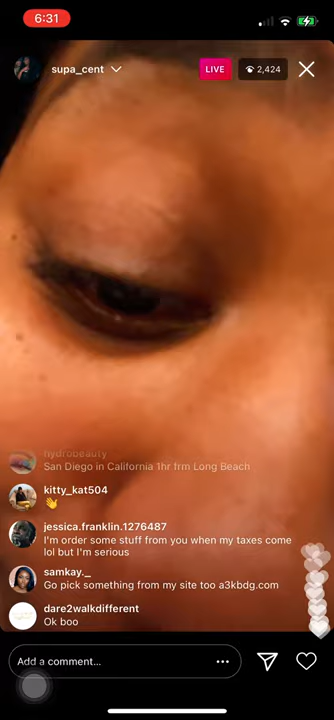 6:31
supa_cent
LIVE
2,424
hydrobeauty
San Diego in California 1hr frm Long Beach
kitty_kat504
👋
jessica.franklin.1276487
I'm order some stuff from you when my taxes come
lol but I'm serious
samkay._
Go pick something from my site too a3kbdg.com
dare2walkdifferent
Ok boo
Add a comment...